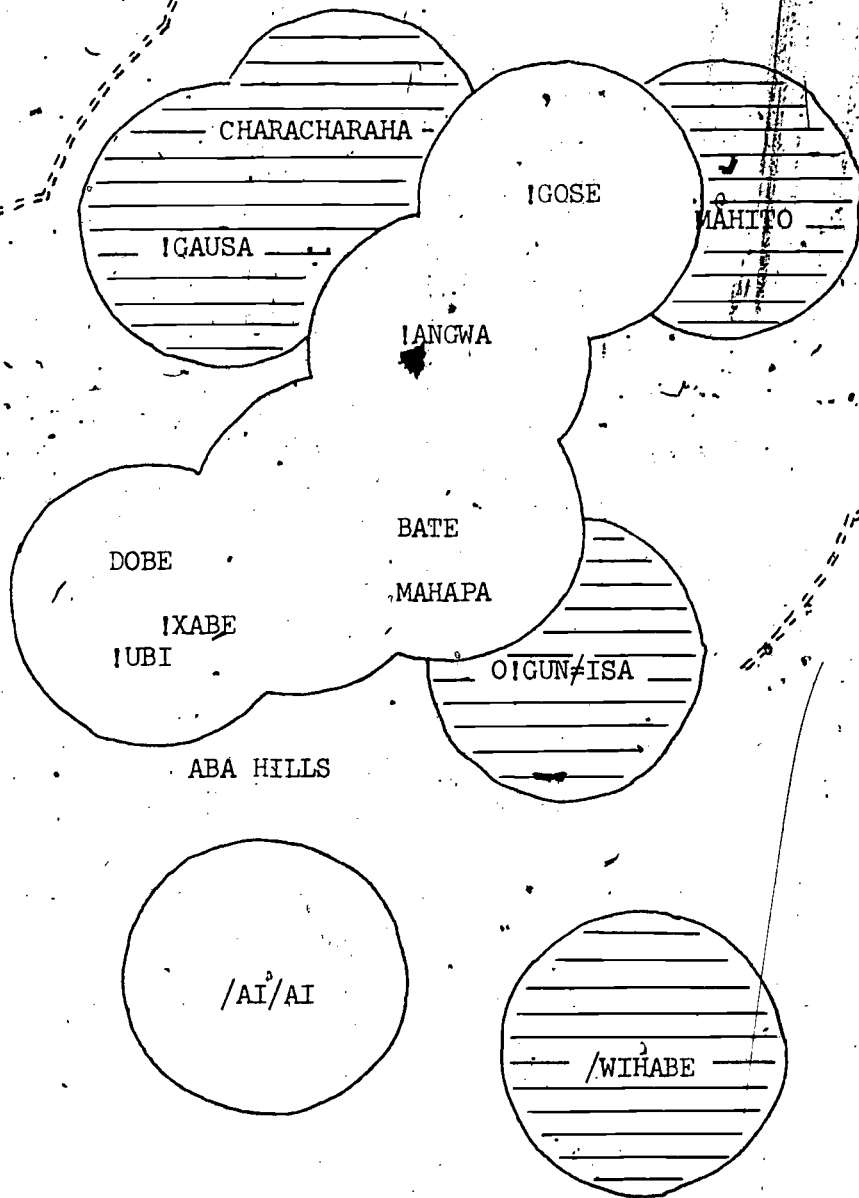 CHARACHARAHA
!GOSE
MAHITO
!GAUSA
!ANGWA
BATE
DOBE
MAHAPA
!XABE
!UBI
O!GUN≠ISA
ABA HILLS
/AI/AI
/WIHABE